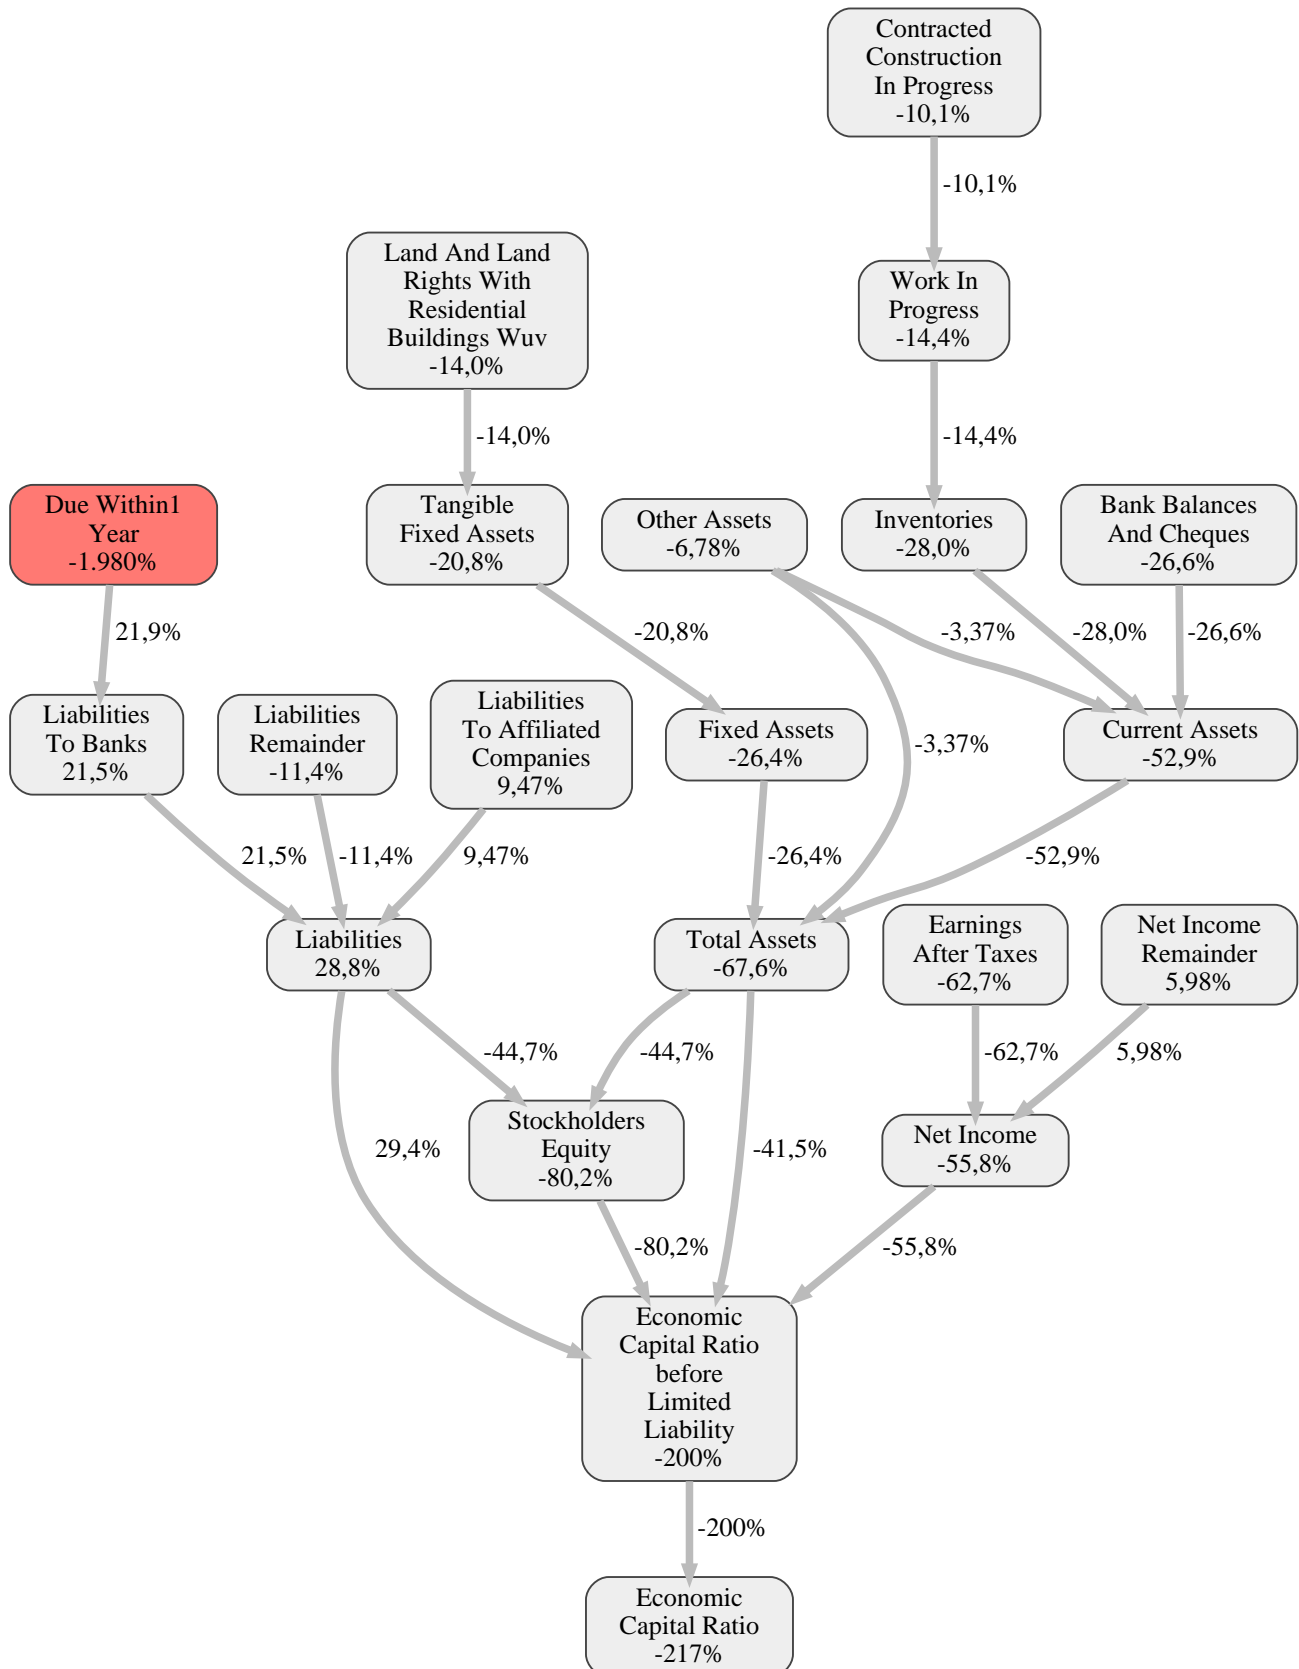 Contracted
Construction
In Progress
-10,1%
-10,1%
Land And Land
Rights With
Residential
Buildings Wuv
-14,0%
Work In
Progress
-14,4%
-14,0%
-14,4%
Due Within1
Year
-1.980%
Tangible
Fixed Assets
-20,8%
Other Assets
-6,78%
Inventories
-28,0%
Bank Balances
And Cheques
-26,6%
21,9%
-20,8%
-3,37%
-28,0%
-26,6%
Liabilities
To Banks
21,5%
Liabilities
Remainder
-11,4%
Liabilities
To Affiliated
Companies
9,47%
Fixed Assets
-26,4%
-3,37%
Current Assets
-52,9%
21,5%
-11,4%
9,47%
-26,4%
-52,9%
Liabilities
28,8%
Total Assets
-67,6%
Earnings
After Taxes
-62,7%
Net Income
Remainder
5,98%
-44,7%
-44,7%
-62,7%
5,98%
29,4%
Stockholders
Equity
-80,2%
-41,5%
Net Income
-55,8%
-80,2%
-55,8%
Economic
Capital Ratio
before
Limited
Liability
-200%
-200%
Economic
Capital Ratio
-217%